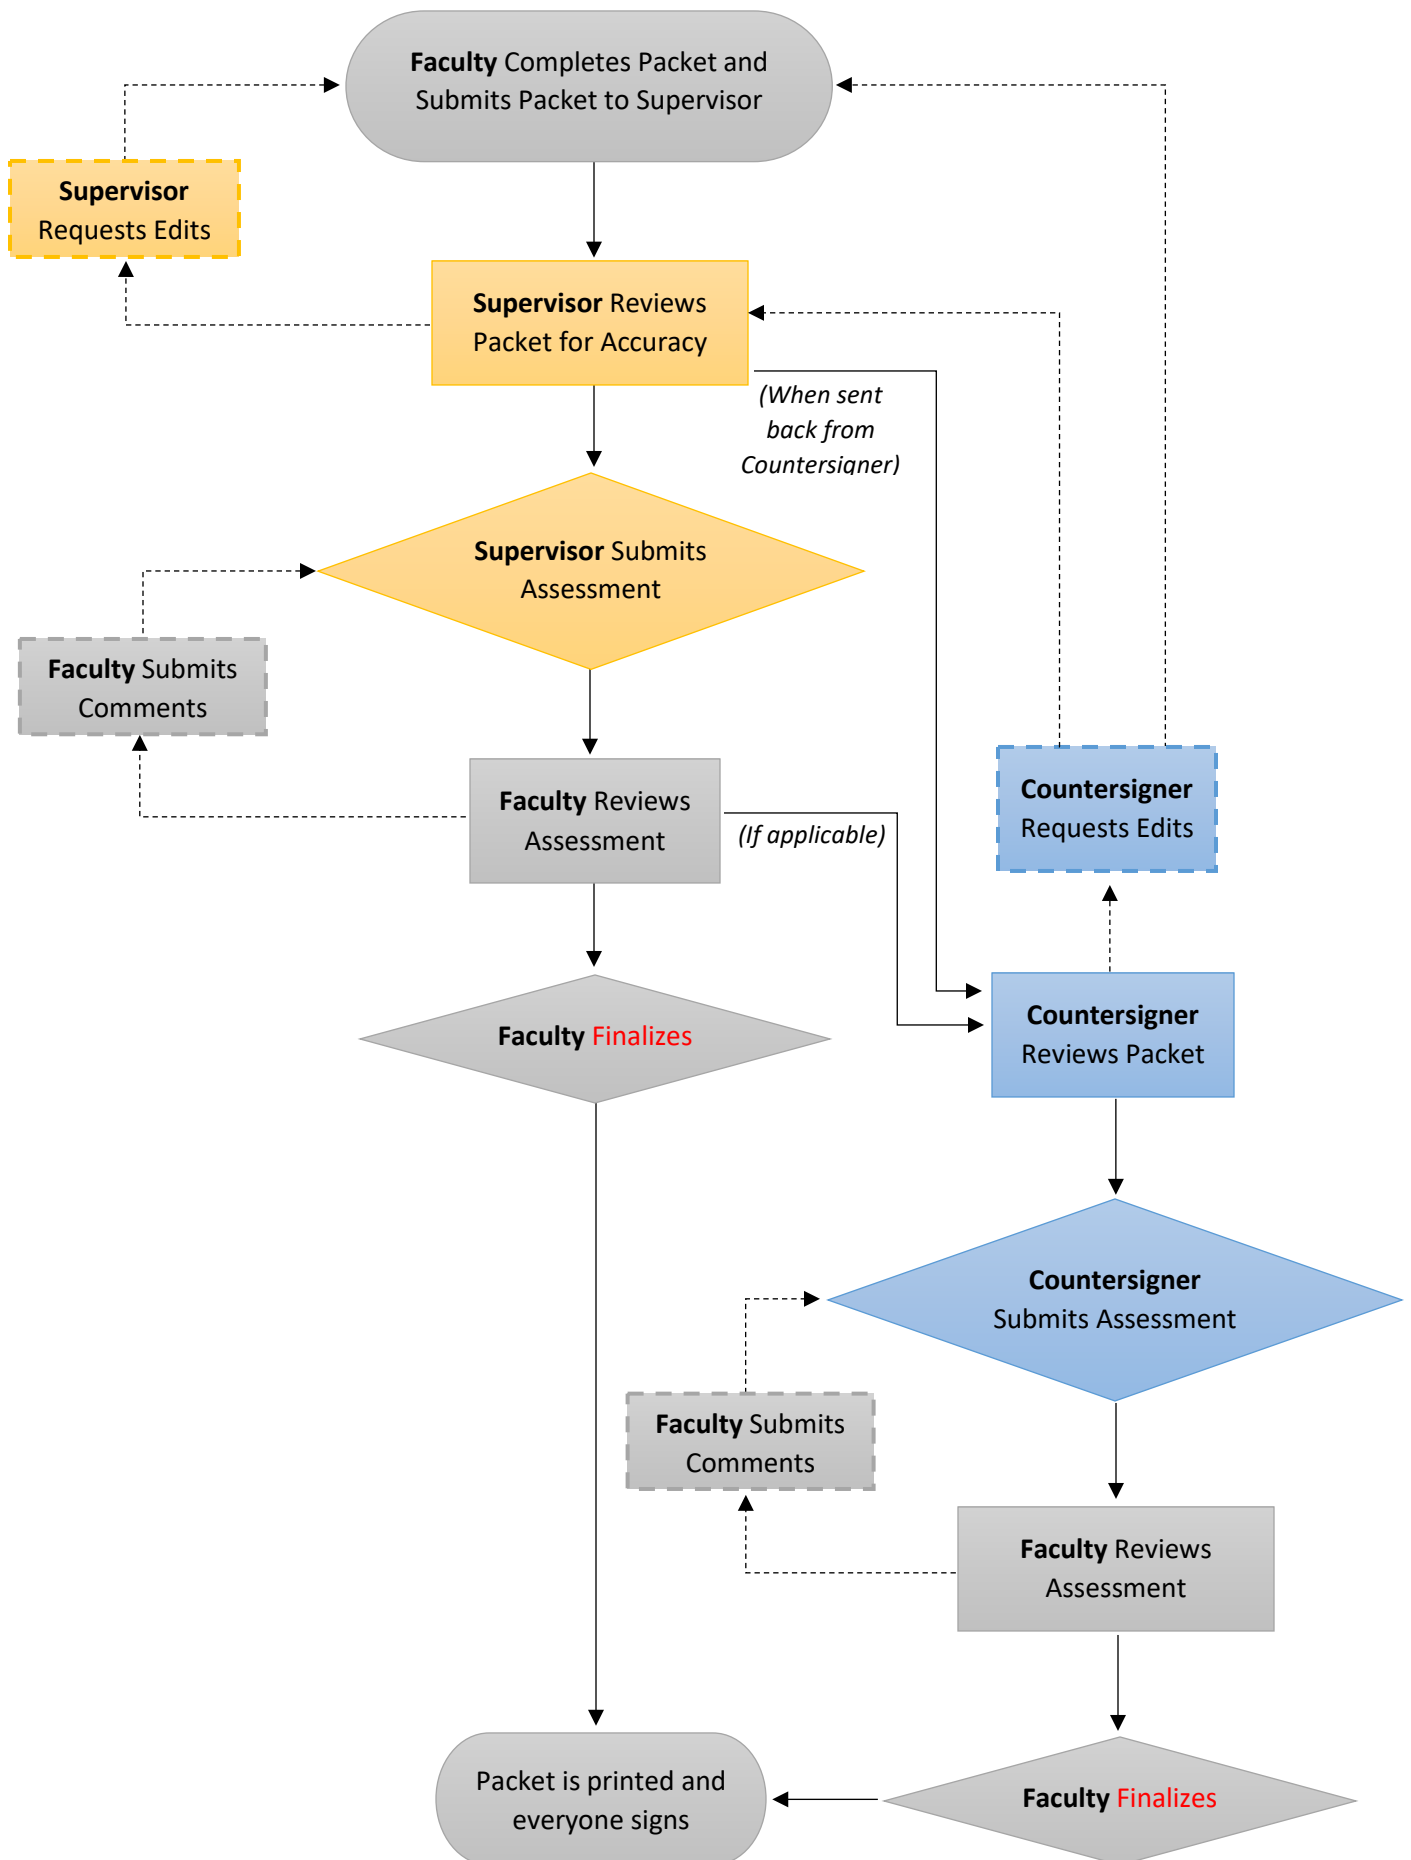 Faculty Completes Packet and
Submits Packet to Supervisor
Supervisor
Requests Edits
Supervisor Reviews
Packet for Accuracy
(When sent
back from
Countersigner)
Supervisor Submits
Assessment
Faculty Submits
Comments
Faculty Reviews
Assessment
(If applicable)
Countersigner
Requests Edits
Faculty Finalizes
Countersigner
Reviews Packet
Countersigner
Submits Assessment
Faculty Submits
Comments
Faculty Reviews
Assessment
Packet is printed and
everyone signs
Faculty Finalizes